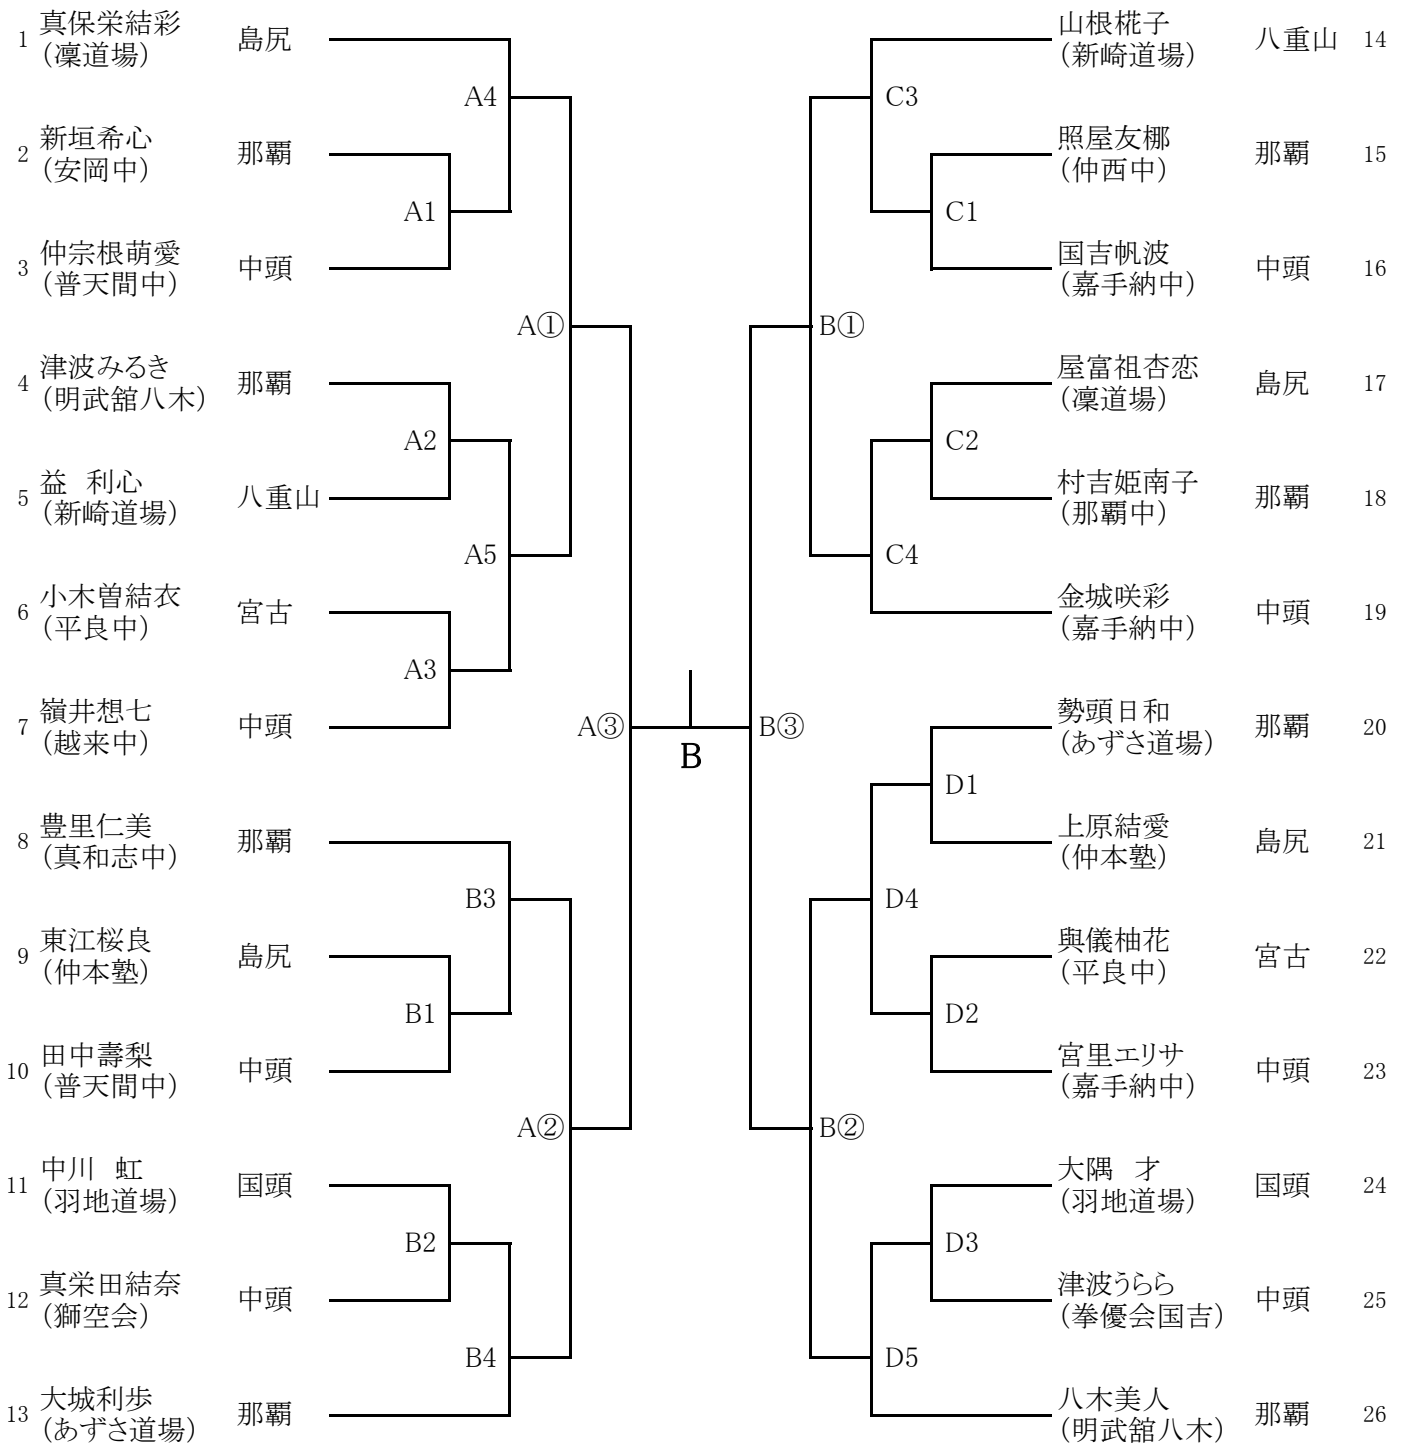 1 真保栄結彩 島尻
(凜道場)
A4
2 新垣希心 那覇
(安岡中)
A1
3 仲宗根萌愛 中頭
(普天間中)
A①
4 津波みるき 那覇
(明武舘八木)
A2
5 益 利心 八重山
(新崎道場)
A5
6 小木曽結衣 宮古
(平良中)
A3
7 嶺井想七 中頭
(越来中)
A③
8 豊里仁美 那覇
(真和志中)
B3
9 東江桜良 島尻
(仲本塾)
B1
10 田中壽梨 中頭
(普天間中)
A②
11 中川 虹 国頭
(羽地道場)
B2
12 真栄田結奈 中頭
(獅空会)
B4
13 大城利歩 那覇
(あずさ道場)
B
山根椛子 八重山 14
(新崎道場)
C3
照屋友梛 那覇 15
(仲西中)
C1
国吉帆波 中頭 16
(嘉手納中)
B①
屋富祖杏恋 島尻 17
(凜道場)
C2
村吉姫南子 那覇 18
(那覇中)
C4
金城咲彩 中頭 19
(嘉手納中)
B③
勢頭日和 那覇 20
(あずさ道場)
D1
上原結愛 島尻 21
(仲本塾)
D4
與儀柚花 宮古 22
(平良中)
D2
宮里エリサ 中頭 23
(嘉手納中)
B②
大隅 才 国頭 24
(羽地道場)
D3
津波うらら 中頭 25
(拳優会国吉)
D5
八木美人 那覇 26
(明武舘八木)